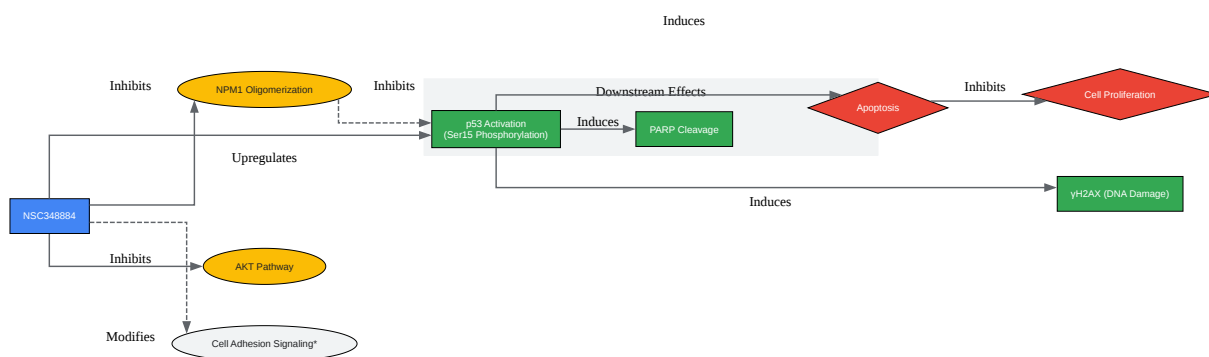 Induces
Inhibits
NPM1 Oligomerization
Inhibits
Downstream Effects
Apoptosis
Inhibits
Cell Proliferation
p53 Activation
(Ser15 Phosphorylation)
Induces
PARP Cleavage
Upregulates
NSC348884
Induces
γH2AX (DNA Damage)
Inhibits
AKT Pathway
Modifies
Cell Adhesion Signaling*